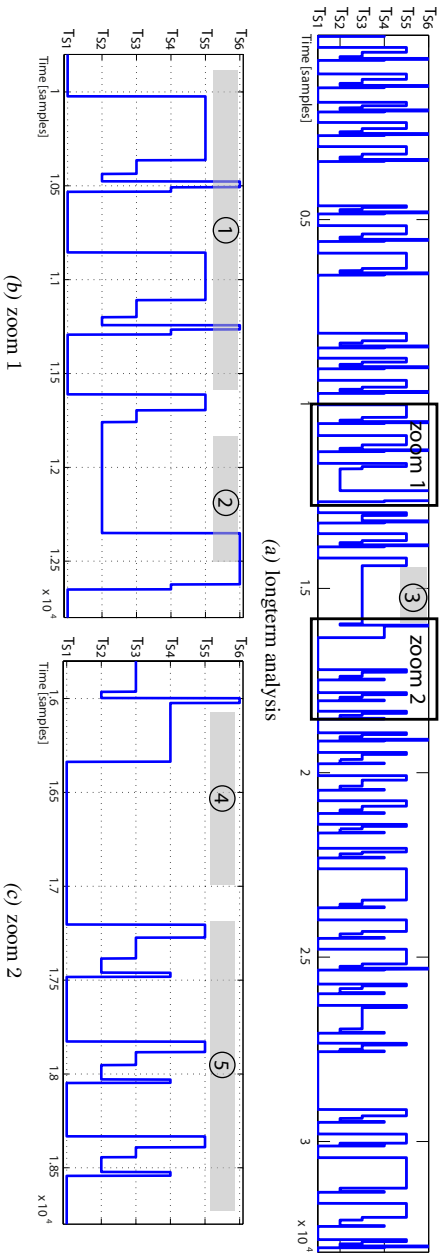 TS6
TS5
TS4
TS3
TS2
TS1
zoom 1
③
zoom 2
0.5
1
1.5
2
2.5
3
x 10 4
Time [samples]
(a) longterm analysis
TS6
TS5
TS4
TS3
TS2
TS1
①
②
1
1.05
1.1
1.15
1.2
1.25
x 10 4
Time [samples]
(b) zoom 1
TS6
TS5
TS4
TS3
TS2
TS1
④
⑤
1.6
1.65
1.7
1.75
1.8
1.85
x 10 4
Time [samples]
(c) zoom 2